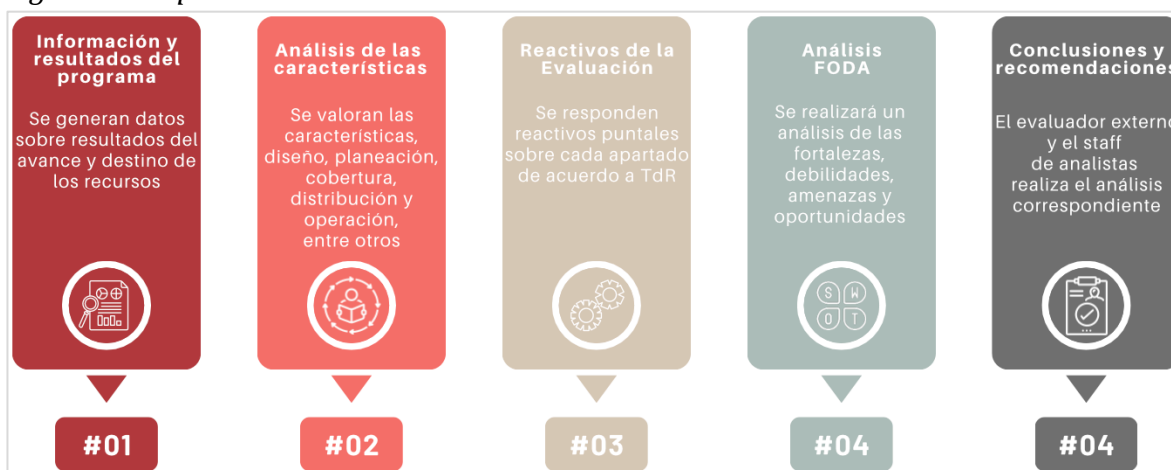 Información y
resultados del
programa
Se generan datos
sobre resultados del
avance y destino de
los recursos
#01
Análisis de las
características
Se valoran las
características,
diseño, planeación,
cobertura,
distribución y
operación,
entre otros
#02
Reactivos de la
Evaluación
Se responden
reactivos puntales
sobre cada apartado
de acuerdo a TdR
#03
Análisis
FODA
Se realizará un
análisis de las
fortalezas,
debilidades,
amenazas y
oportunidades
S W
O T
#04
Conclusiones y
recomendaciones
El evaluador externo
y el staff
de analistas
realiza el análisis
correspondiente
#04